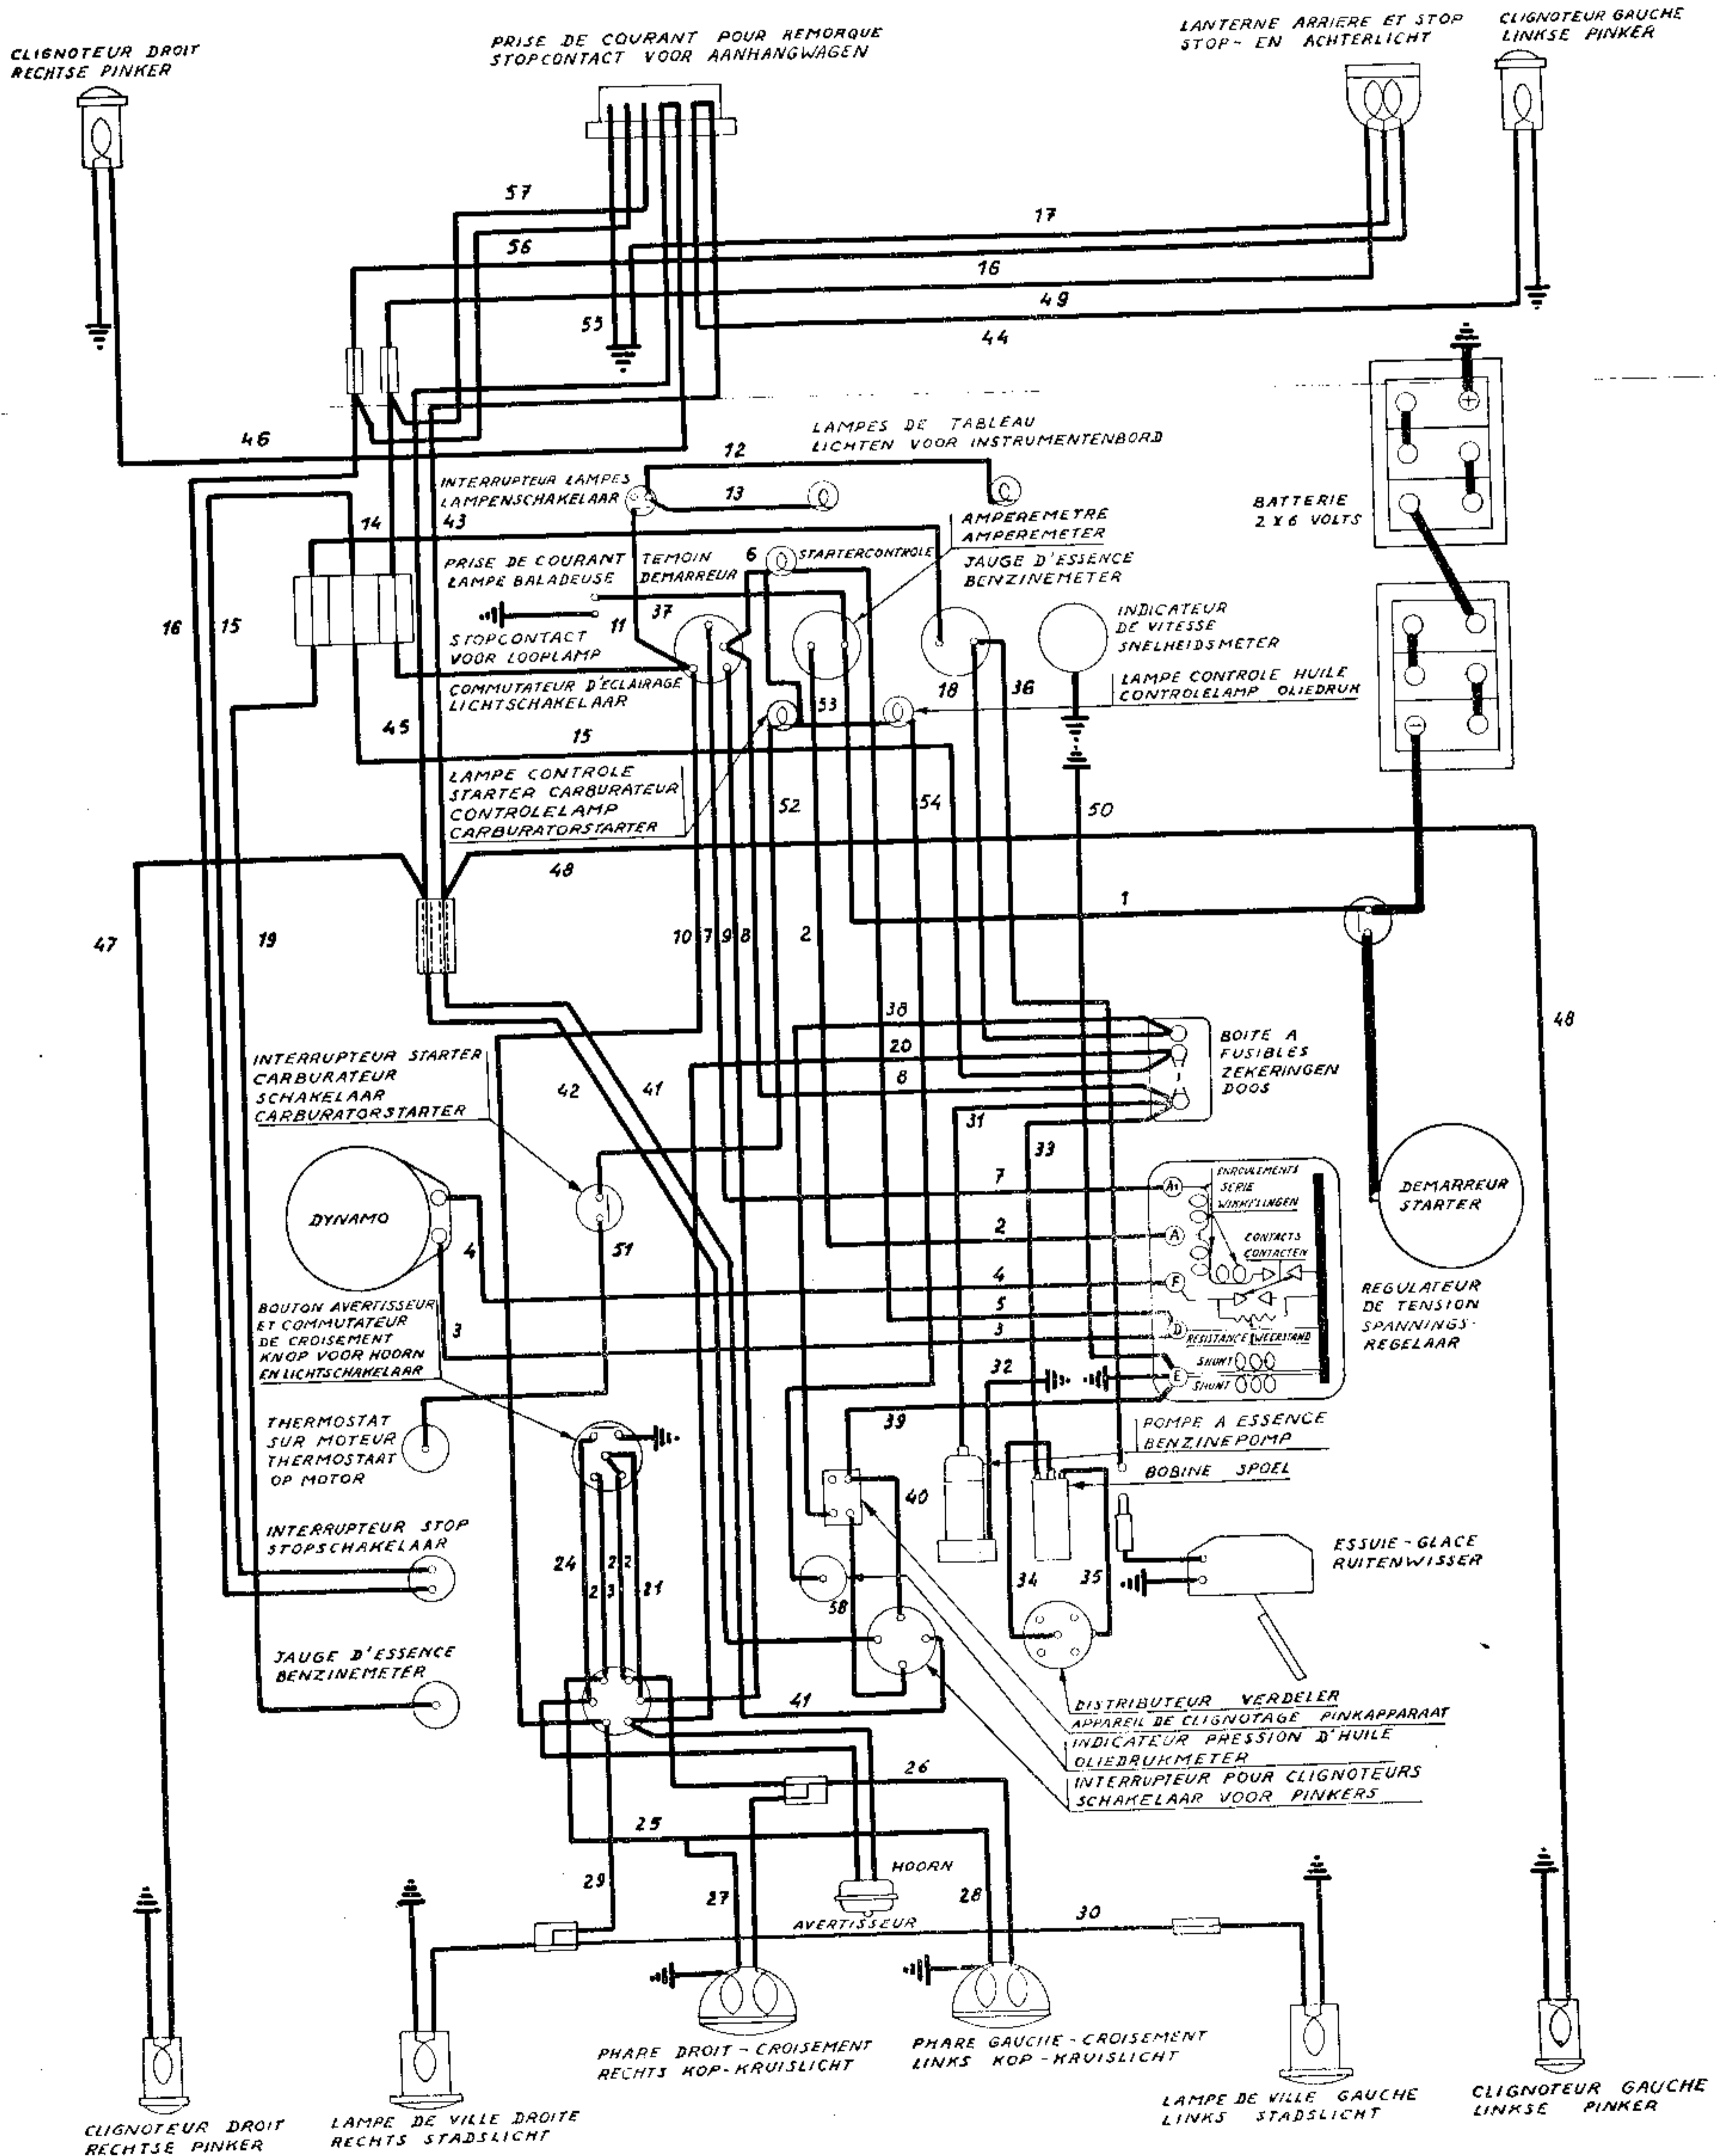 CLIGNOTEUR DROIT
RECHTSE PINKER
PRISE DE COURANT POUR REMORQUE
STOPCONTACT VOOR AANHANGWAGEN
LANTERNE ARRIERE ET STOP
STOP- EN ACHTERLICHT
CLIGNOTEUR GAUCHE
LINKSE PINKER
57
17
56
16
49
55
44
46
12
LAMPES DE TABLEAU
LICHTEN VOOR INSTRUMENTENBORD
INTERRUPTEUR LAMPES
LAMPENSCHAKELAAR
13
BATTERIE
2 X 6 VOLTS
14
43
AMPEREMETRE
AMPEREMETER
PRISE DE COURANT
LAMPE BALADEUSE
TEMOIN
DEMARREUR
6
STARTERCONTROLE
JAUGE D'ESSENCE
BENZINEMETER
37
11
16
15
STOPCONTACT
VOOR LOOPLAMP
INDICATEUR
DE VITESSE
SNELHEIDSMETER
COMMUTATEUR D'ECLAIRAGE
LICHTSCHAKELAAR
18
36
LAMPE CONTROLE HUILE
CONTROLELAMP OLIEDRUK
45
53
15
LAMPE CONTROLE
STARTER CARBURATEUR
CONTROLELAMP
CARBURATORSTARTER
52
54
50
48
1
47
19
10
7
9
8
2
48
38
INTERRUPTEUR STARTER
CARBURATEUR
SCHAKELAAR
CARBURATORSTARTER
42
41
20
8
BOITE A
FUSIBLES
ZEKERINGEN
DOOS
31
33
DYNAMO
4
51
7
A1
ENROULEMENTS
SERIE
WIKKELINGEN
2
A
CONTACTS
CONTACTEN
DEMARREUR
STARTER
4
F
5
3
D
RESISTANCE WEERSTAND
SHUNT
E
SHUNT
REGULATEUR
DE TENSION
SPANNINGS-
REGELAAR
BOUTON AVERTISSEUR
ET COMMUTATEUR
DE CROISEMENT
KNOP VOOR HOORN
EN LICHTSCHAKELAAR
3
32
39
THERMOSTAT
SUR MOTEUR
THERMOSTAAT
OP MOTOR
POMPE A ESSENCE
BENZINEPOMP
BOBINE SPOEL
40
INTERRUPTEUR STOP
STOPSCHAKELAAR
24
2
3
2
2
21
58
34
35
ESSUIE-GLACE
RUITENWISSER
JAUGE D'ESSENCE
BENZINEMETER
41
DISTRIBUTEUR VERDELER
APPAREIL DE CLIGNOTAGE PINKAPPARAAT
INDICATEUR PRESSION D'HUILE
OLIEDRUKMETER
INTERRUPTEUR POUR CLIGNOTEURS
SCHAKELAAR VOOR PINKERS
26
25
29
27
HOORN
28
AVERTISSEUR
30
PHARE DROIT-CROISEMENT
RECHTS KOP-KRUISLICHT
PHARE GAUCHE-CROISEMENT
LINKS KOP-KRUISLICHT
CLIGNOTEUR DROIT
RECHTSE PINKER
LAMPE DE VILLE DROITE
RECHTS STADSLICHT
LAMPE DE VILLE GAUCHE
LINKS STADSLICHT
CLIGNOTEUR GAUCHE
LINKSE PINKER